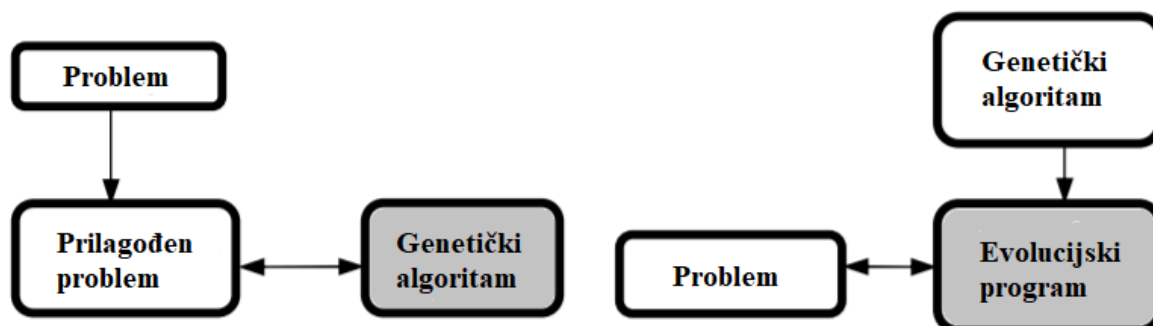 Problem
Prilagođen
problem
Genetički
algoritam
Genetički
algoritam
Problem
Evolucijski
program